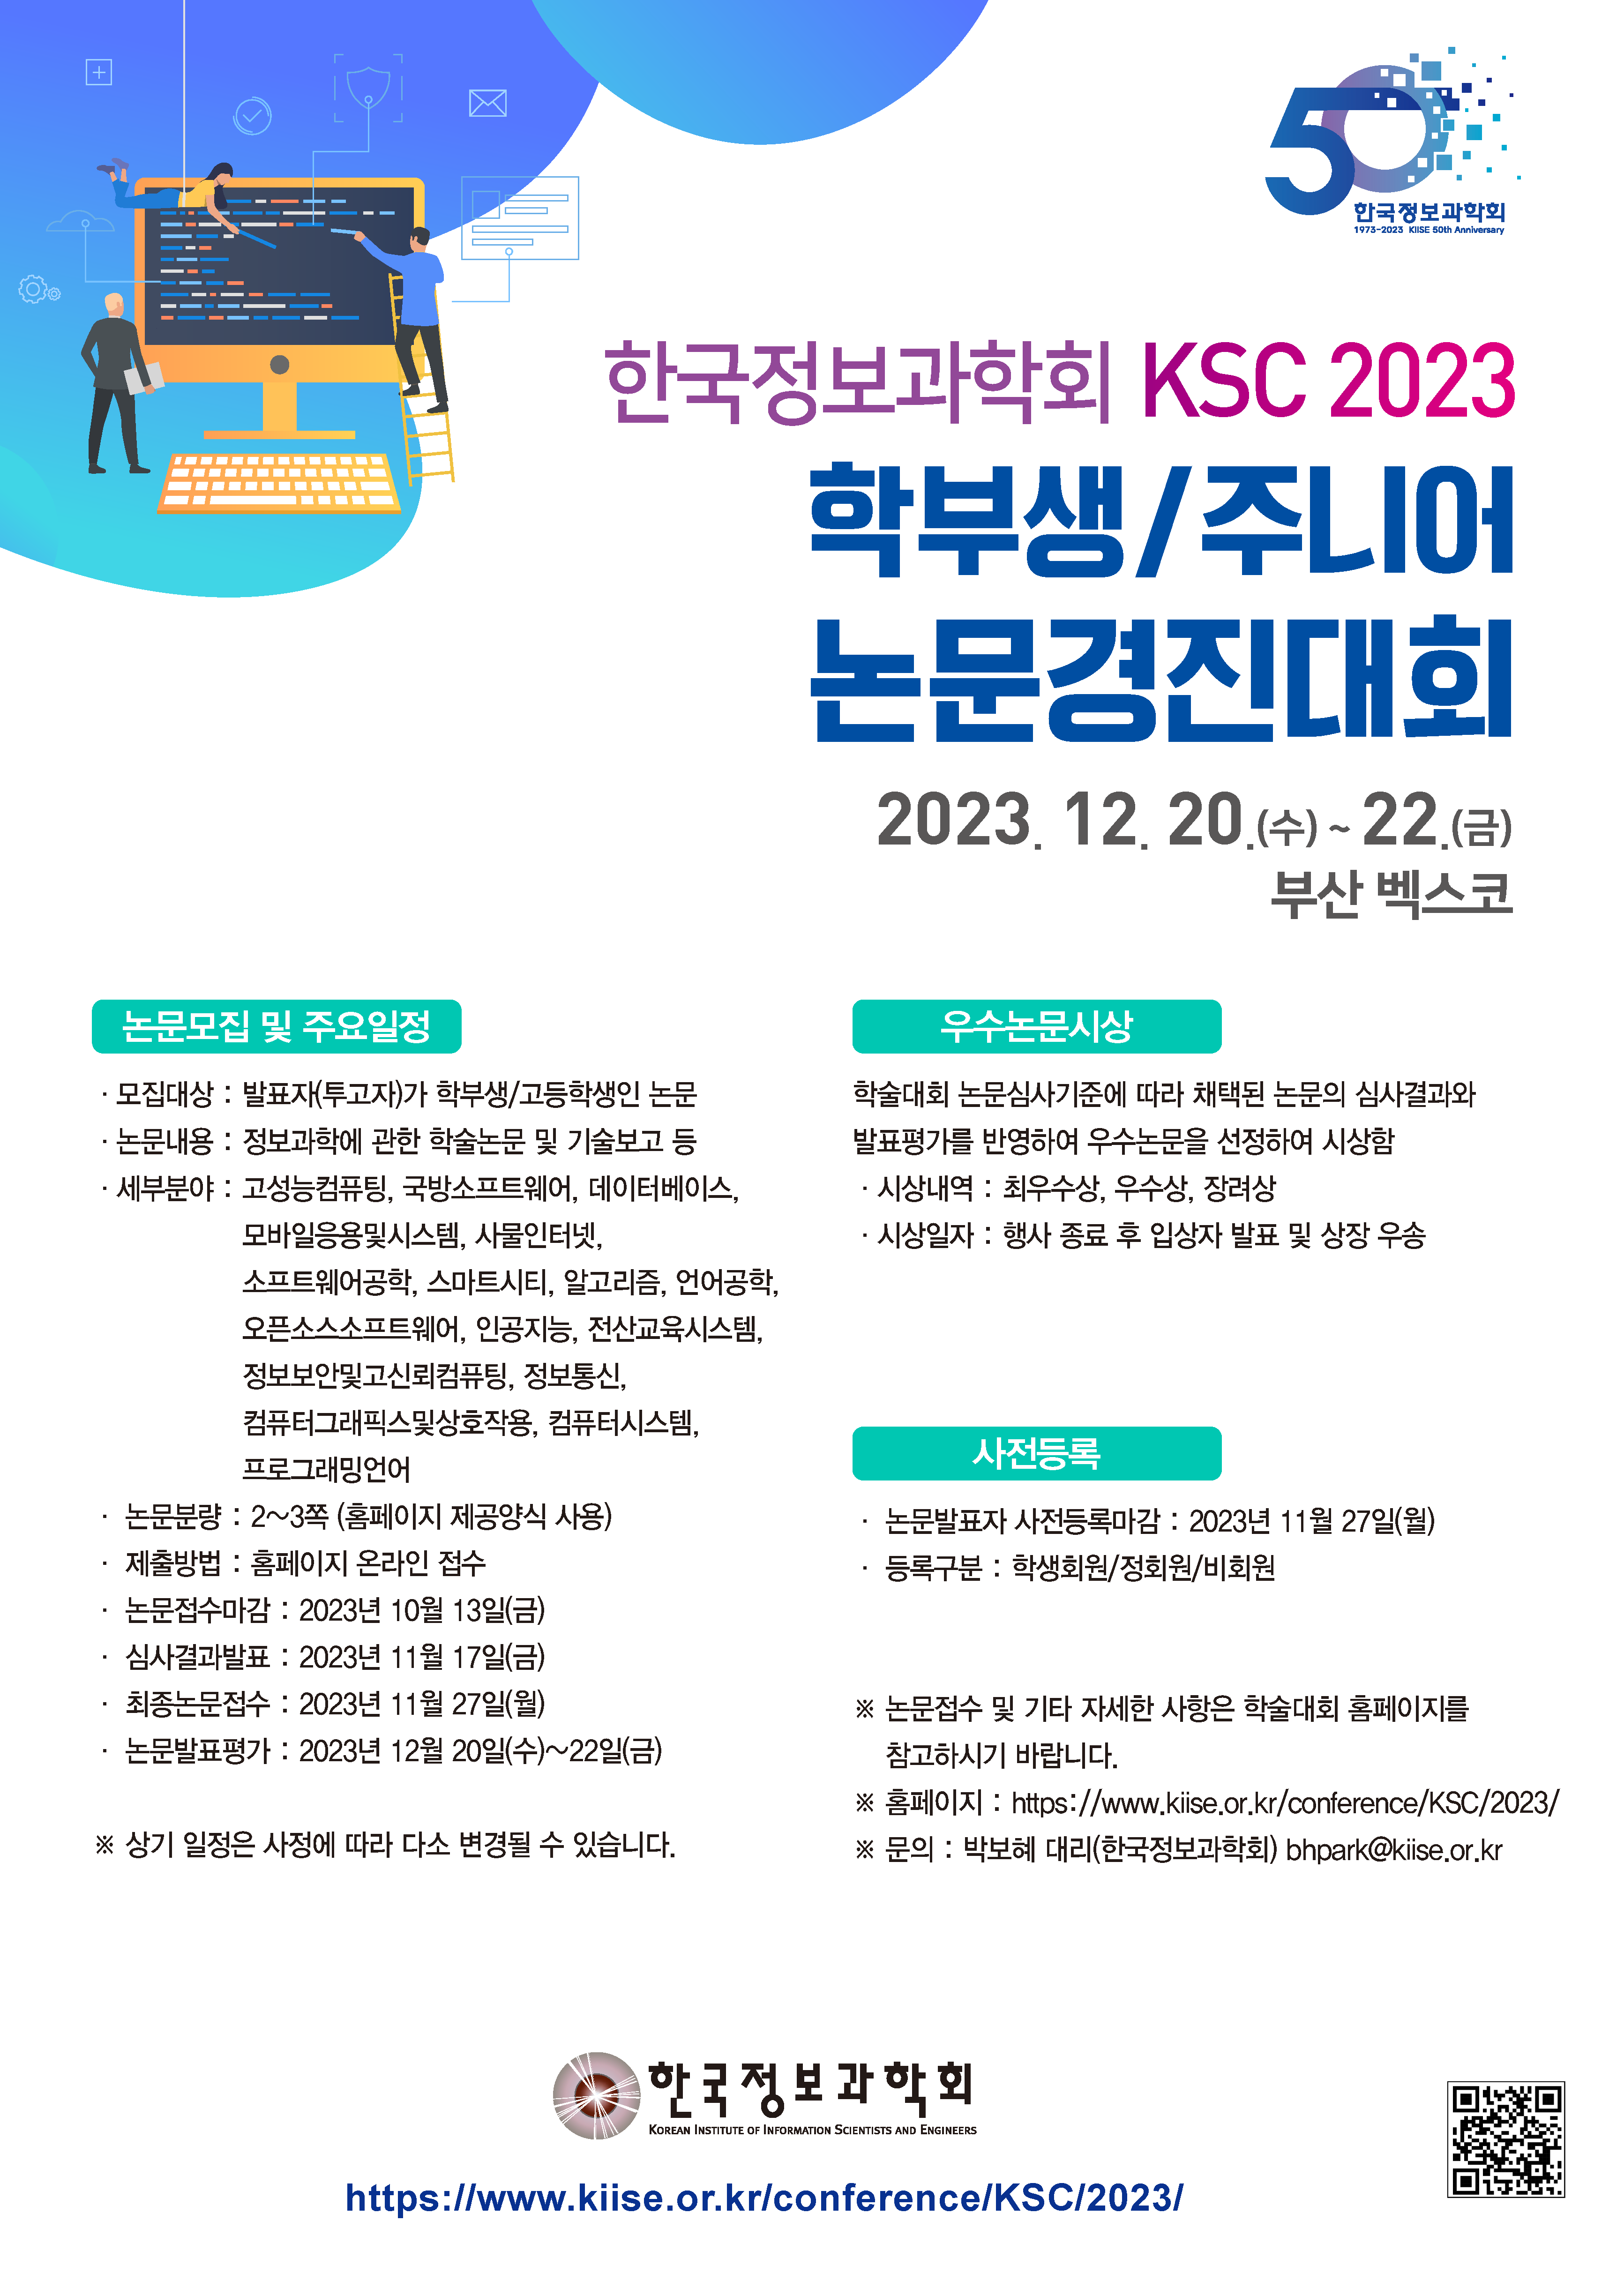 한국정보과학회
1973-2023 KIISE 50th Anniversary
한국정보과학회 KSC 2023
학부생/주니어
논문경진대회
2023. 12. 20.(수) ~ 22.(금)
부산 벡스코
논문모집 및 주요일정
· 모집대상 : 발표자(투고자)가 학부생/고등학생인 논문
· 논문내용 : 정보과학에 관한 학술논문 및 기술보고 등
· 세부분야 : 고성능컴퓨팅, 국방소프트웨어, 데이터베이스,
모바일응용및시스템, 사물인터넷,
소프트웨어공학, 스마트시티, 알고리즘, 언어공학,
오픈소스소프트웨어, 인공지능, 전산교육시스템,
정보보안및고신뢰컴퓨팅, 정보통신,
컴퓨터그래픽스및상호작용, 컴퓨터시스템,
프로그래밍언어
· 논문분량 : 2~3쪽 (홈페이지 제공양식 사용)
· 제출방법 : 홈페이지 온라인 접수
· 논문접수마감 : 2023년 10월 13일(금)
· 심사결과발표 : 2023년 11월 17일(금)
· 최종논문접수 : 2023년 11월 27일(월)
· 논문발표평가 : 2023년 12월 20일(수)~22일(금)
※ 상기 일정은 사정에 따라 다소 변경될 수 있습니다.
우수논문시상
학술대회 논문심사기준에 따라 채택된 논문의 심사결과와
발표평가를 반영하여 우수논문을 선정하여 시상함
· 시상내역 : 최우수상, 우수상, 장려상
· 시상일자 : 행사 종료 후 입상자 발표 및 상장 우송
사전등록
· 논문발표자 사전등록마감 : 2023년 11월 27일(월)
· 등록구분 : 학생회원/정회원/비회원
※ 논문접수 및 기타 자세한 사항은 학술대회 홈페이지를
참고하시기 바랍니다.
※ 홈페이지 : https://www.kiise.or.kr/conference/KSC/2023/
※ 문의 : 박보혜 대리(한국정보과학회) bhpark@kiise.or.kr
한국정보과학회
KOREAN INSTITUTE OF INFORMATION SCIENTISTS AND ENGINEERS
https://www.kiise.or.kr/conference/KSC/2023/